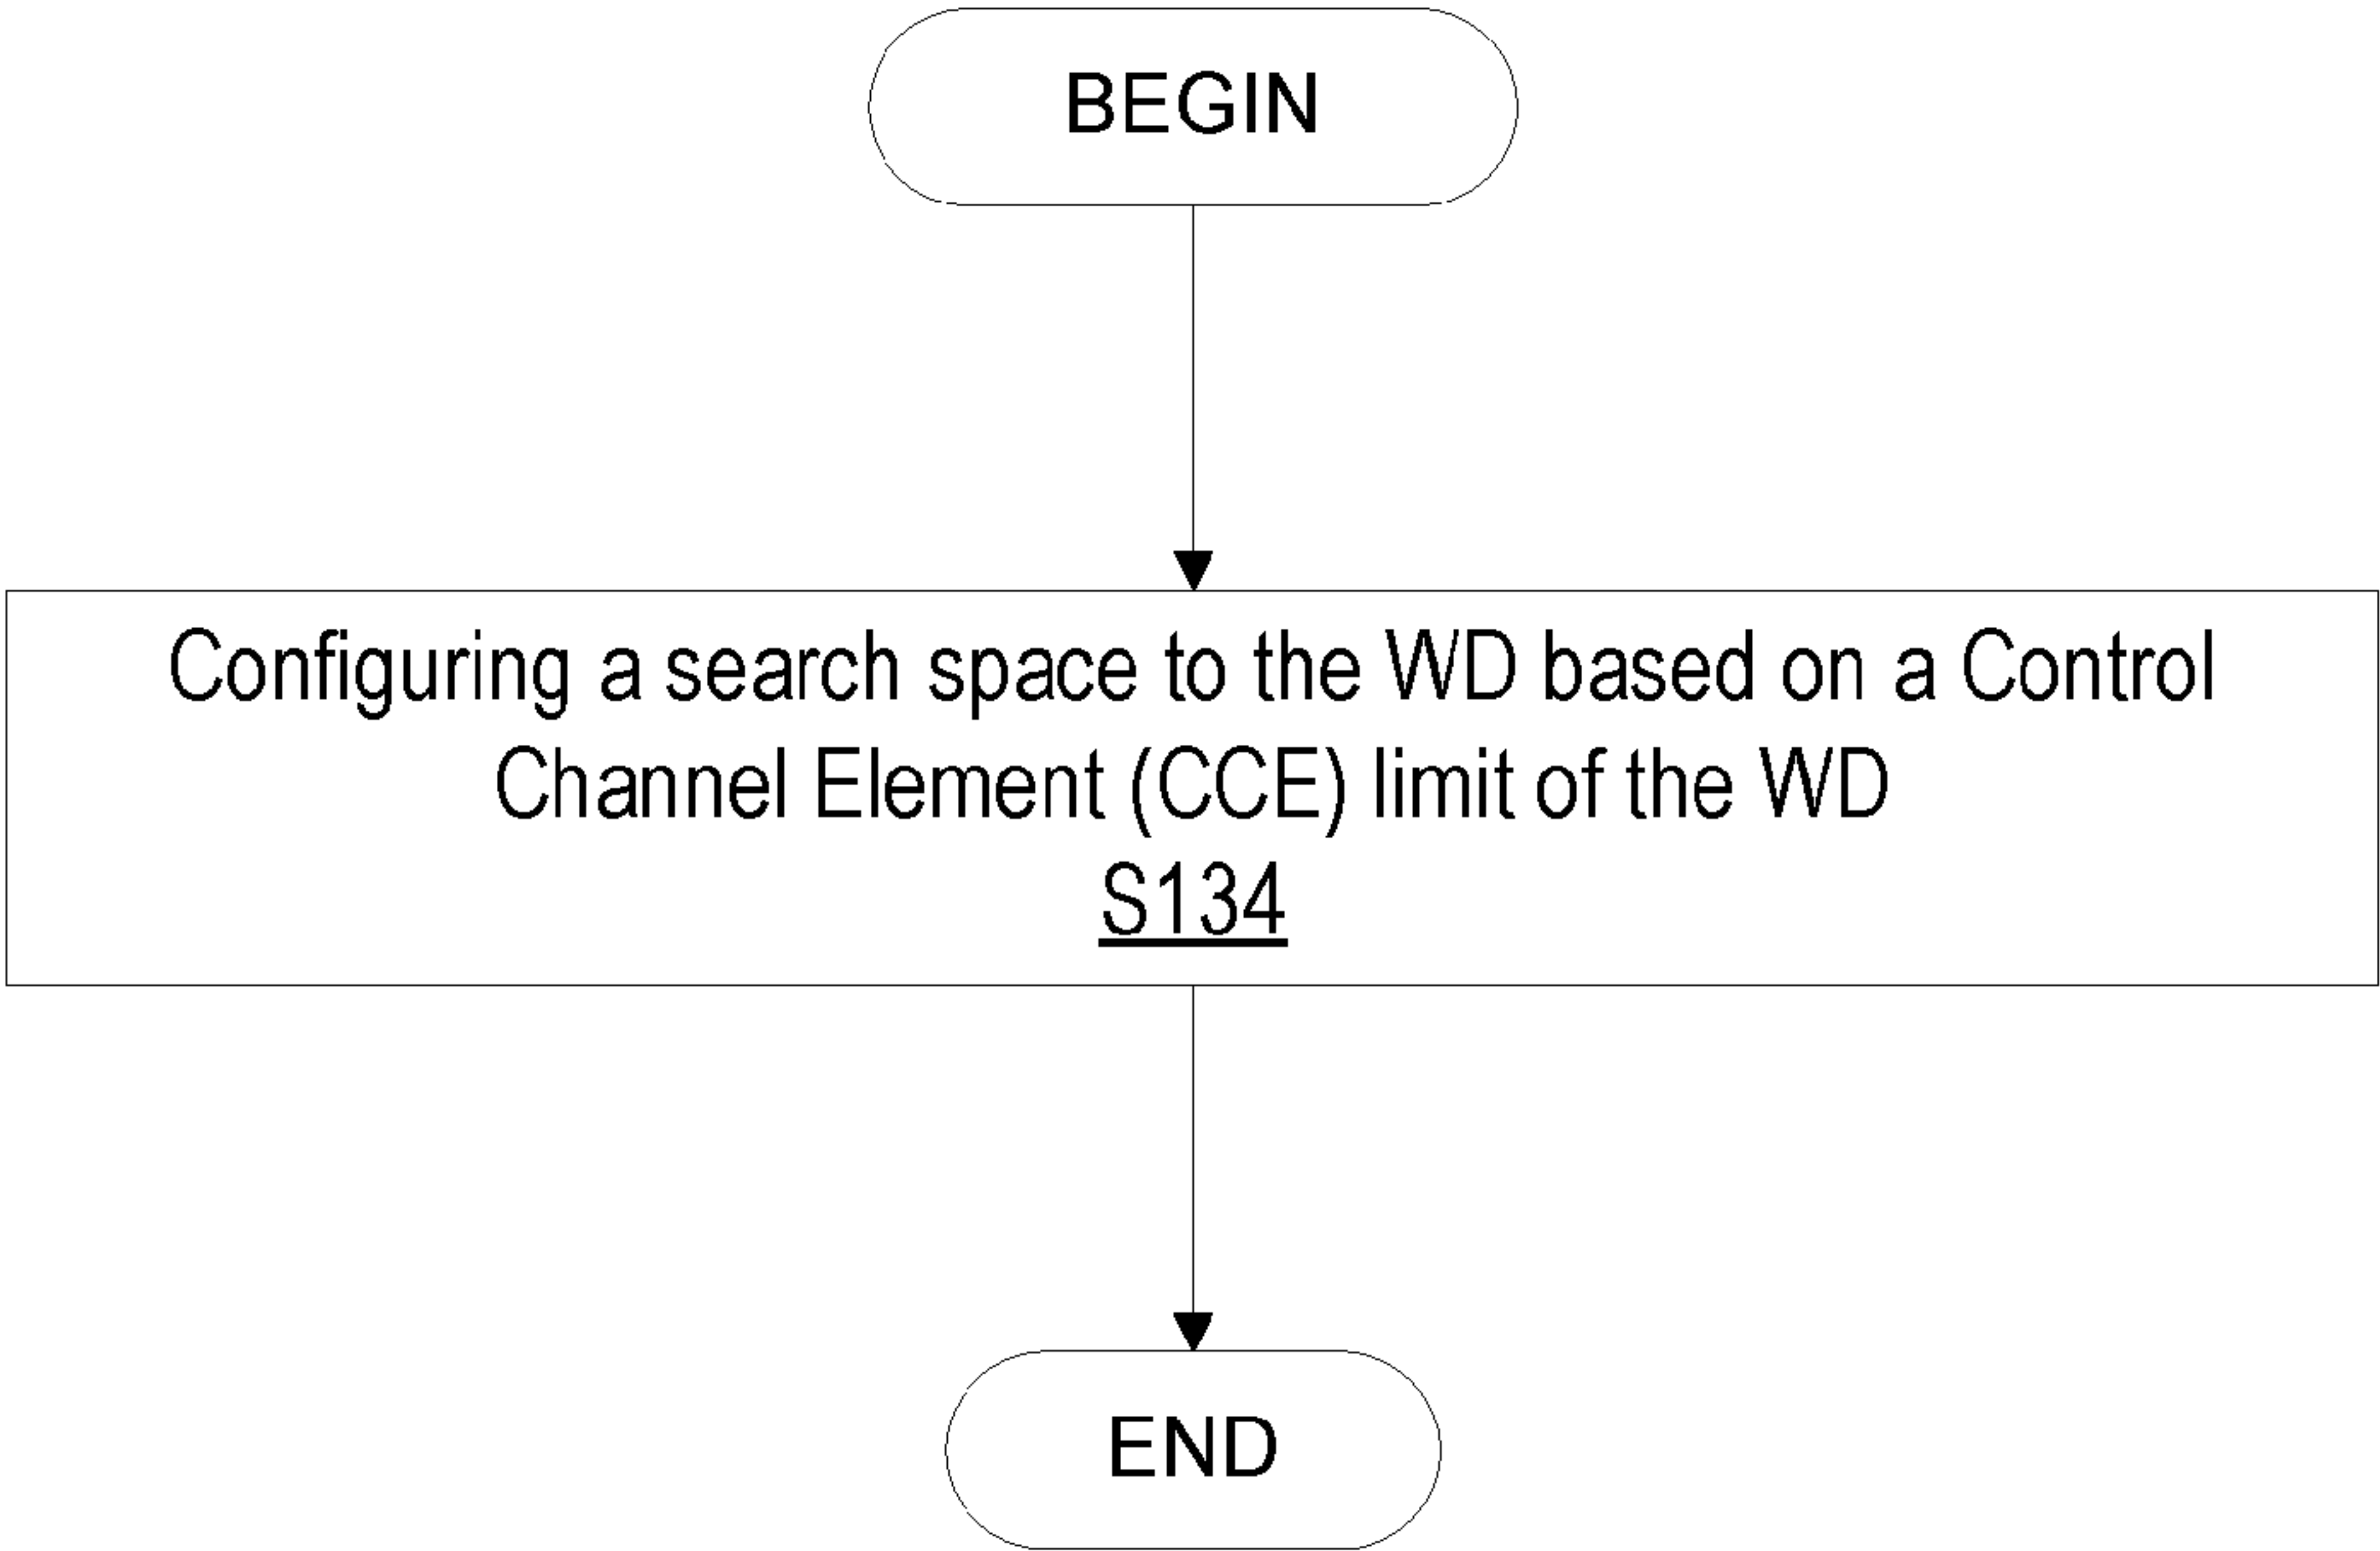 BEGIN
Configuring a search space to the WD based on a Control
Channel Element (CCE) limit of the WD
S134
END